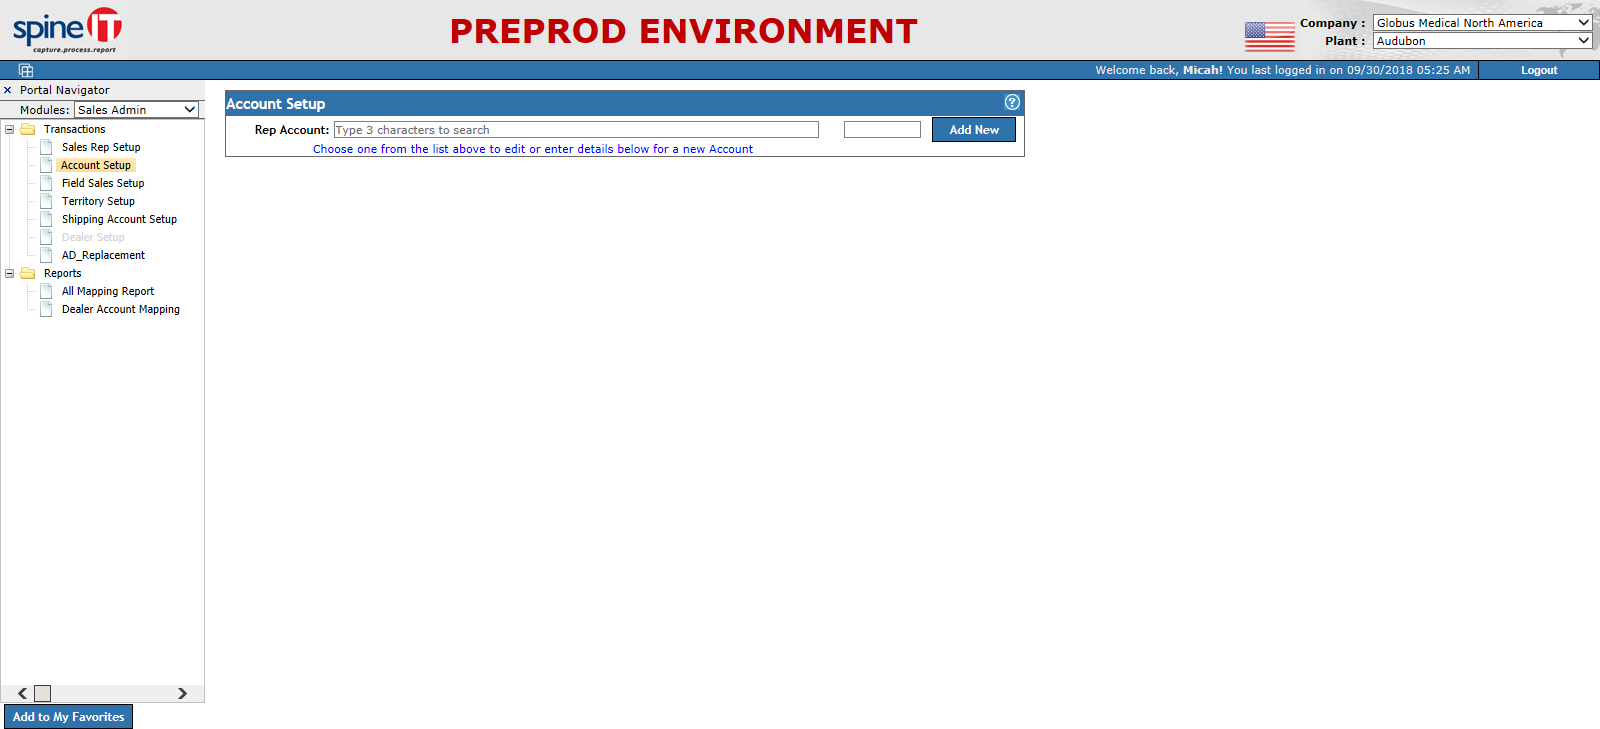 spine IT
capture.process.report
PREPROD ENVIRONMENT
Company : Globus Medical North America
Plant : Audubon
Welcome back, Micah! You last logged in on 09/30/2018 05:25 AM
Logout
× Portal Navigator
Modules: Sales Admin
Transactions
Sales Rep Setup
Account Setup
Field Sales Setup
Territory Setup
Shipping Account Setup
Dealer Setup
AD_Replacement
Reports
All Mapping Report
Dealer Account Mapping
Add to My Favorites
Account Setup ?
Rep Account: Type 3 characters to search Add New
Choose one from the list above to edit or enter details below for a new Account